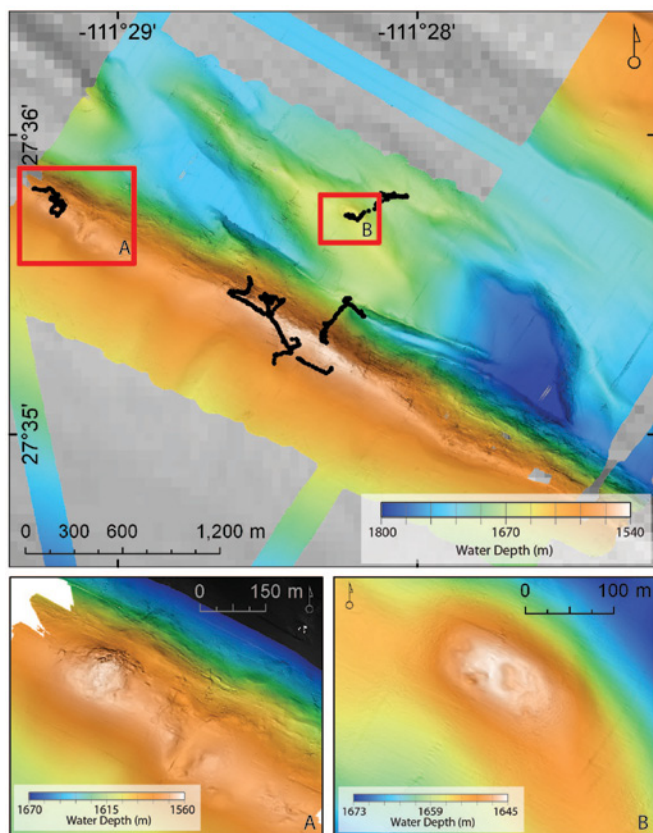 -111°29'
-111°28'
27°36'
A
B
27°35'
0 300 600 1,200 m
1800 1670 1540
Water Depth (m)
0 150 m
0 100 m
1670 1615 1560
Water Depth (m)
A
1673 1659 1645
Water Depth (m)
B